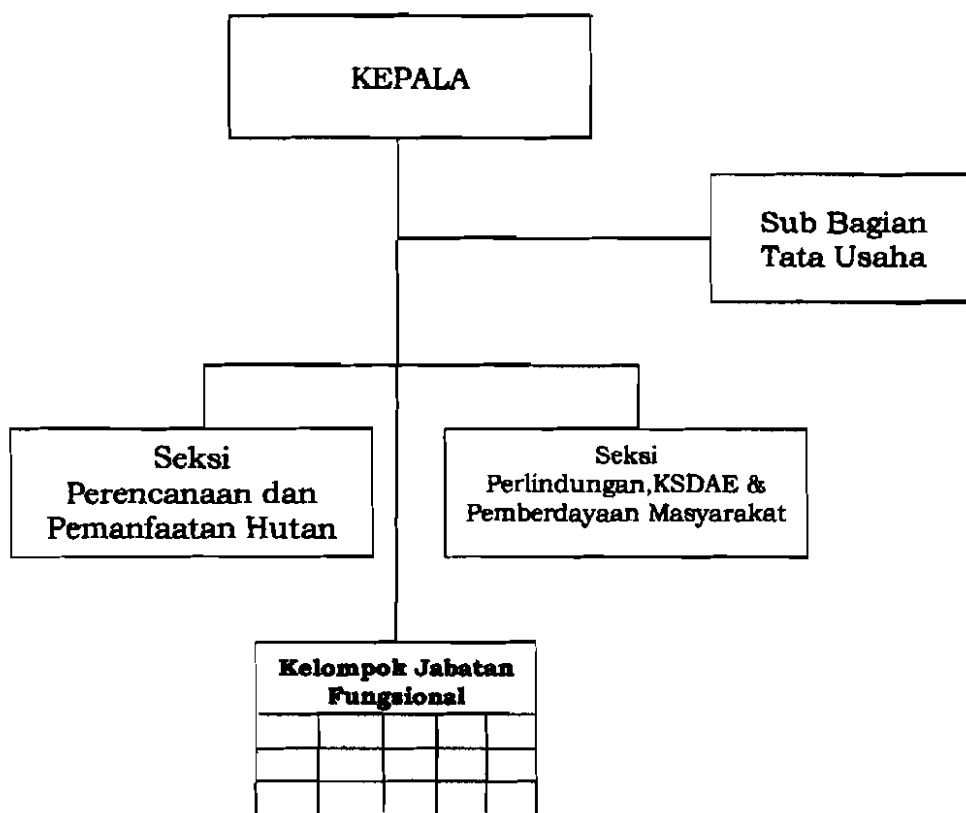 KEPALA
Sub Bagian
Tata Usaha
Seksi
Perencanaan dan
Pemanfaatan Hutan
Seksi
Perlindungan,KSDAE &
Pemberdayaan Masyarakat
Kelompok Jabatan
Fungsional